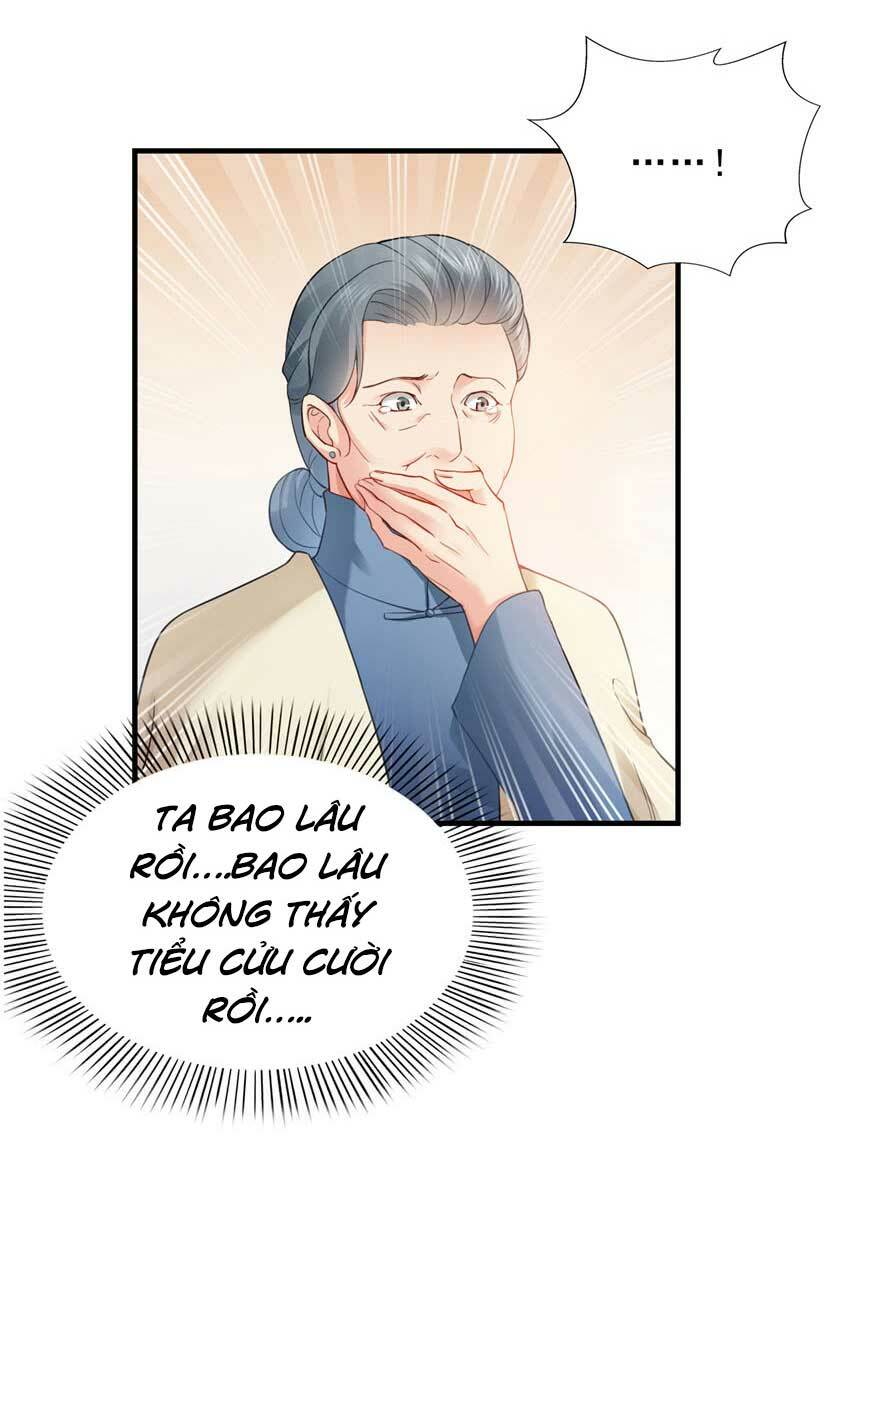 ……!
TA BAO LÂU
RỒI....BAO LÂU
KHÔNG THẤY
TIỂU CỬU CƯỜI
RỒI.....